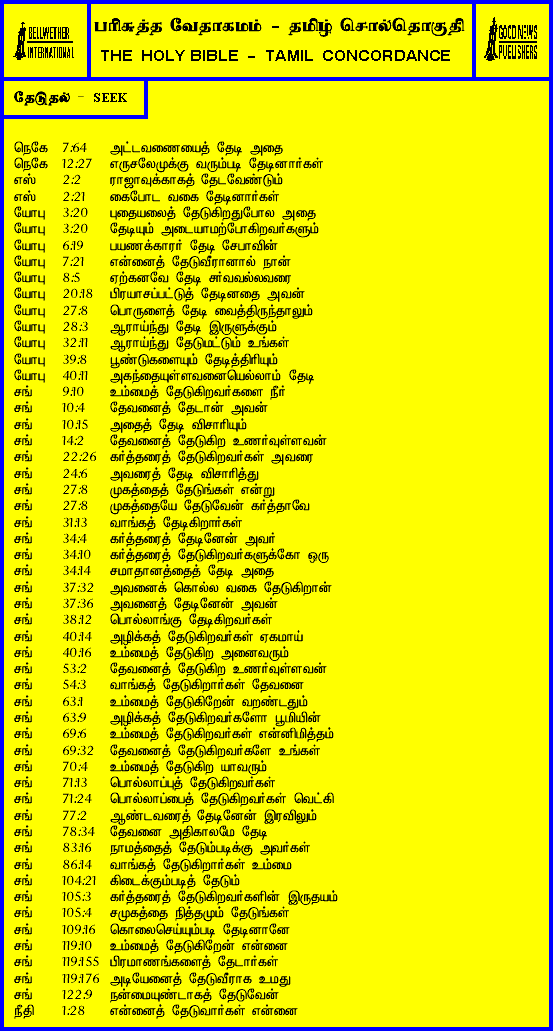 BELLWETHER
INTERNATIONAL
பரிசுத்த வேதாகமம் - தமிழ் சொல்தொகுதி
THE HOLY BIBLE - TAMIL CONCORDANCE
GOOD NEWS
PUBLISHERS
தேடுதல் - SEEK
நெகே 7:64 அட்டவணையைத் தேடி அதை
நெகே 12:27 எருசலேமுக்கு வரும்படி தேடினார்கள்
எஸ் 2:2 ராஜாவுக்காகத் தேடவேண்டும்
எஸ் 2:21 கைபோட வகை தேடினார்கள்
யோபு 3:20 புதையலைத் தேடுகிறதுபோல அதை
யோபு 3:20 தேடியும் அடையாமற்போகிறவர்களும்
யோபு 6:19 பயணக்காரர் தேடி சேபாவின்
யோபு 7:21 என்னைத் தேடுவீரானால் நான்
யோபு 8:5 ஏற்கனவே தேடி சர்வவல்லவரை
யோபு 20:18 பிரயாசப்பட்டுத் தேடினதை அவன்
யோபு 27:8 பொருளைத் தேடி வைத்திருந்தாலும்
யோபு 28:3 ஆராய்ந்து தேடி இருளுக்கும்
யோபு 32:11 ஆராய்ந்து தேடுமட்டும் உங்கள்
யோபு 39:8 பூண்டுகளையும் தேடித்திரியும்
யோபு 40:11 அகந்தையுள்ளவனையெல்லாம் தேடி
சங் 9:10 உம்மைத் தேடுகிறவர்களை நீர்
சங் 10:4 தேவனைத் தேடான் அவன்
சங் 10:15 அதைத் தேடி விசாரியும்
சங் 14:2 தேவனைத் தேடுகிற உணர்வுள்ளவன்
சங் 22:26 கர்த்தரைத் தேடுகிறவர்கள் அவரை
சங் 24:6 அவரைத் தேடி விசாரித்து
சங் 27:8 முகத்தைத் தேடுங்கள் என்று
சங் 27:8 முகத்தையே தேடுவேன் கர்த்தாவே
சங் 31:13 வாங்கத் தேடிகிறார்கள்
சங் 34:4 கர்த்தரைத் தேடினேன் அவர்
சங் 34:10 கர்த்தரைத் தேடுகிறவர்களுக்கோ ஒரு
சங் 34:14 சமாதானத்தைத் தேடி அதை
சங் 37:32 அவனைக் கொல்ல வகை தேடுகிறான்
சங் 37:36 அவனைத் தேடினேன் அவன்
சங் 38:12 பொல்லாங்கு தேடிகிறவர்கள்
சங் 40:14 அழிக்கத் தேடுகிறவர்கள் ஏகமாய்
சங் 40:16 உம்மைத் தேடுகிற அனைவரும்
சங் 53:2 தேவனைத் தேடுகிற உணர்வுள்ளவன்
சங் 54:3 வாங்கத் தேடுகிறார்கள் தேவனை
சங் 63:1 உம்மைத் தேடுகிறேன் வறண்டதும்
சங் 63:9 அழிக்கத் தேடுகிறவர்களோ பூமியின்
சங் 69:6 உம்மைத் தேடுகிறவர்கள் என்னிமித்தம்
சங் 69:32 தேவனைத் தேடுகிறவர்களே உங்கள்
சங் 70:4 உம்மைத் தேடுகிற யாவரும்
சங் 71:13 பொல்லாப்புத் தேடுகிறவர்கள்
சங் 71:24 பொல்லாப்பைத் தேடுகிறவர்கள் வெட்கி
சங் 77:2 ஆண்டவரைத் தேடினேன் இரவிலும்
சங் 78:34 தேவனை அதிகாலமே தேடி
சங் 83:16 நாமத்தைத் தேடும்படிக்கு அவர்கள்
சங் 86:14 வாங்கத் தேடுகிறார்கள் உம்மை
சங் 104:21 கிடைக்கும்படித் தேடும்
சங் 105:3 கர்த்தரைத் தேடுகிறவர்களின் இருதயம்
சங் 105:4 சமுகத்தை நித்தமும் தேடுங்கள்
சங் 109:16 கொலைசெய்யும்படி தேடினானே
சங் 119:10 உம்மைத் தேடுகிறேன் என்னை
சங் 119:155 பிரமாணங்களைத் தேடார்கள்
சங் 119:176 அடியேனைத் தேடுவீராக உமது
சங் 122:9 நன்மையுண்டாகத் தேடுவேன்
நீதி 1:28 என்னைத் தேடுவார்கள் என்னை